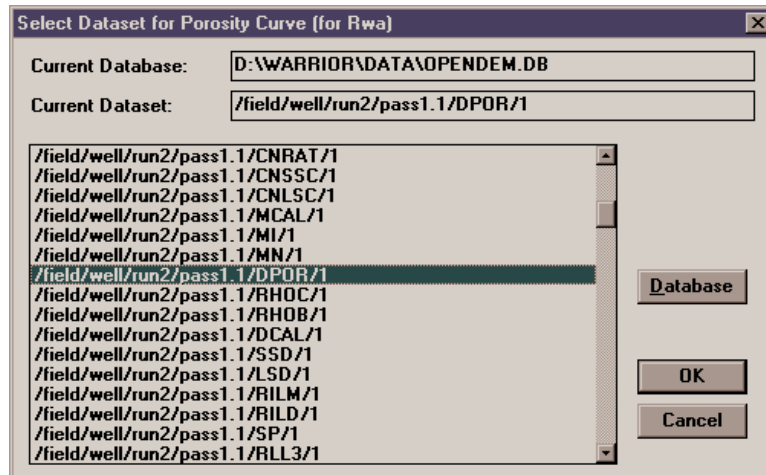 Select Dataset for Porosity Curve (for Rwa)
Current Database: D:\WARRIOR\DATA\OPENDEM.DB
Current Dataset: /field/well/run2/pass1.1/DPOR/1
/field/well/run2/pass1.1/CNRAT/1
/field/well/run2/pass1.1/CNSSC/1
/field/well/run2/pass1.1/CNLSC/1
/field/well/run2/pass1.1/MCAL/1
/field/well/run2/pass1.1/MI/1
/field/well/run2/pass1.1/MN/1
/field/well/run2/pass1.1/DPOR/1
/field/well/run2/pass1.1/RHOC/1
/field/well/run2/pass1.1/RHOB/1
/field/well/run2/pass1.1/DCAL/1
/field/well/run2/pass1.1/SSD/1
/field/well/run2/pass1.1/LSD/1
/field/well/run2/pass1.1/RILM/1
/field/well/run2/pass1.1/RILD/1
/field/well/run2/pass1.1/SP/1
/field/well/run2/pass1.1/RLL3/1
Database
OK
Cancel